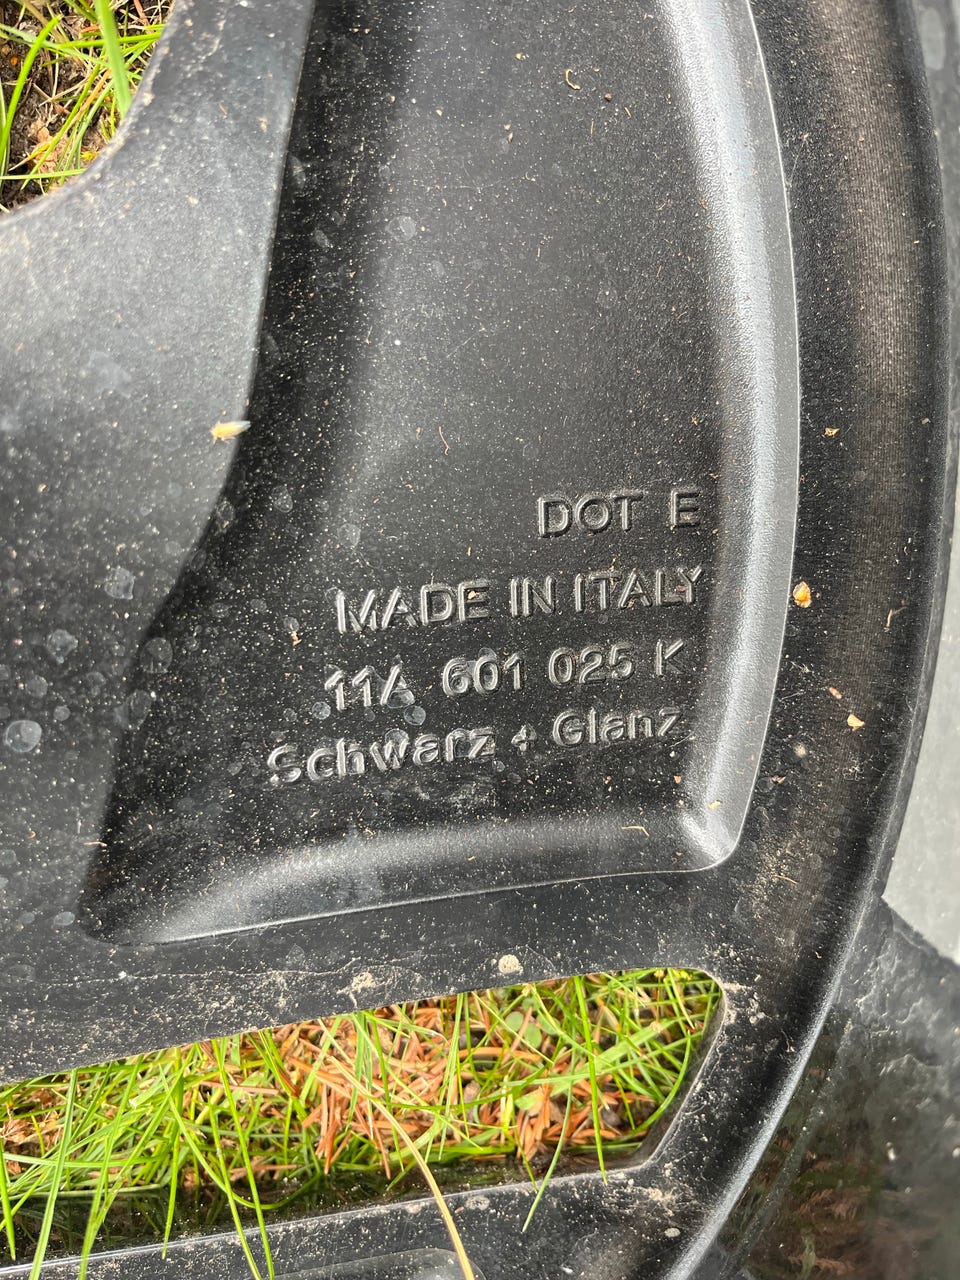 DOT E
MADE IN ITALY
11A 601 025 K
Schwarz + Glanz